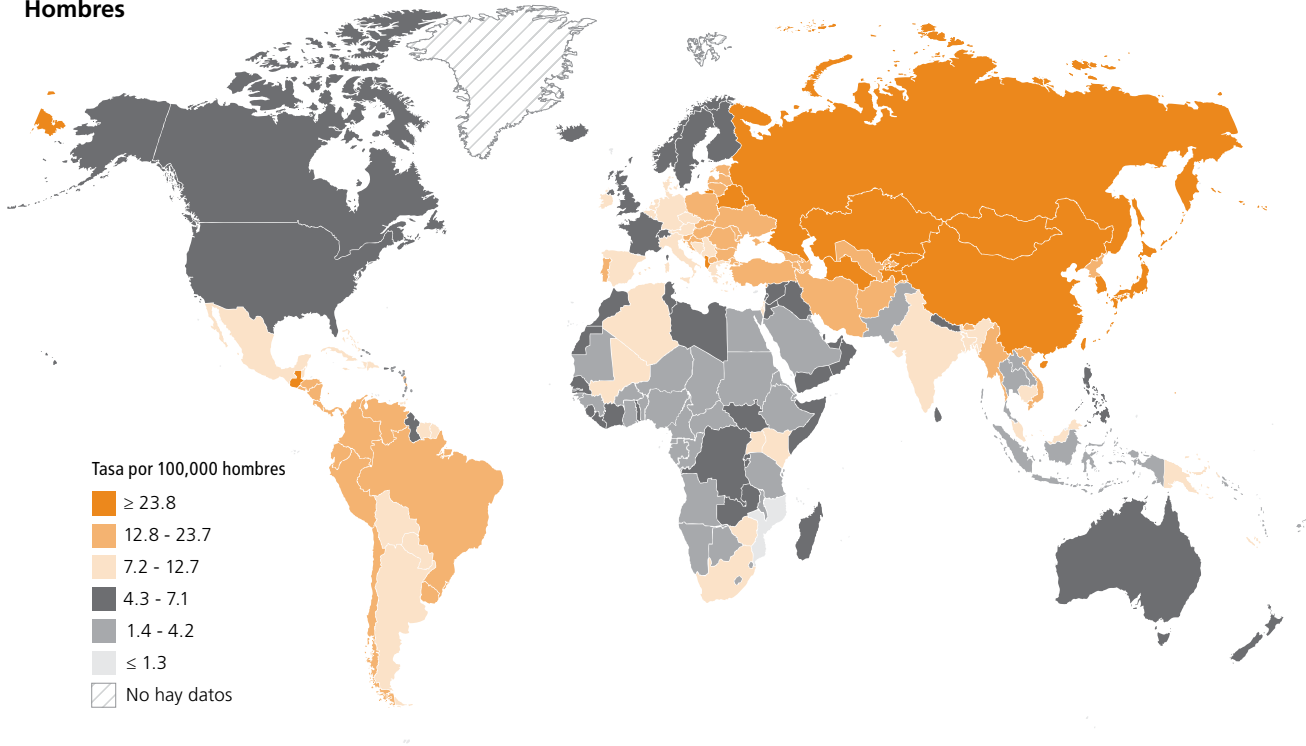 Hombres
Tasa por 100,000 hombres
≥ 23.8
12.8 - 23.7
7.2 - 12.7
4.3 - 7.1
1.4 - 4.2
≤ 1.3
No hay datos